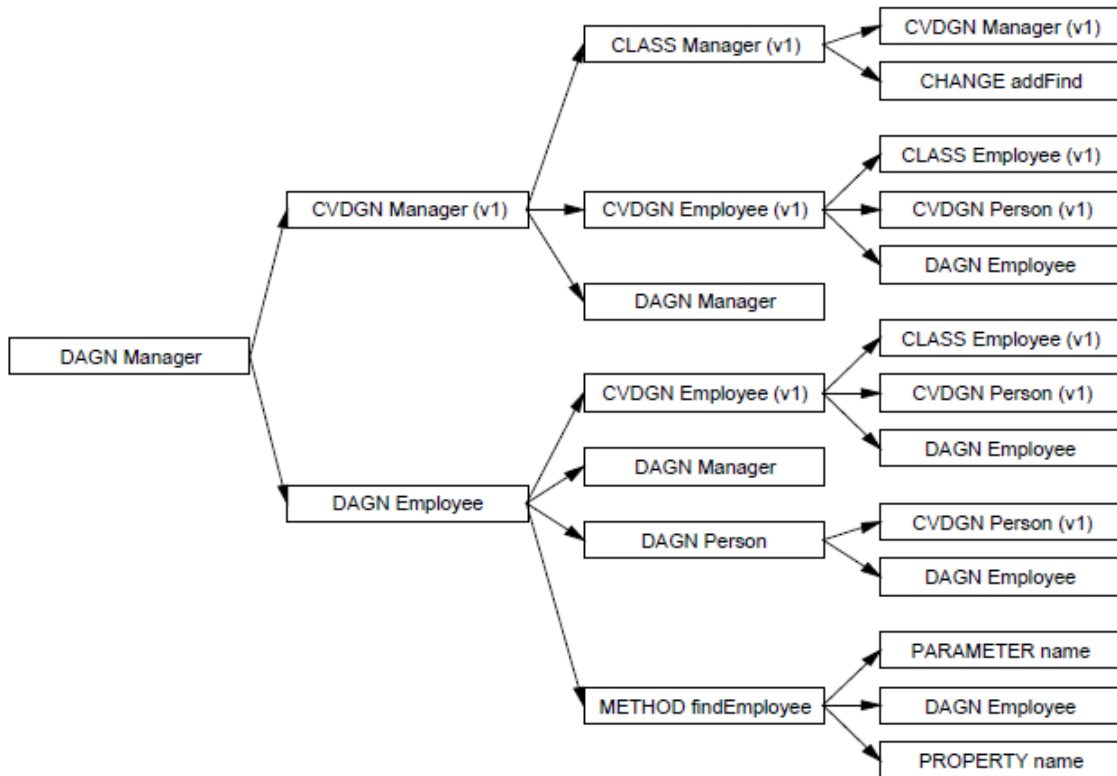 CVDGN Manager (v1)
CLASS Manager (v1)
CHANGE addFind
CLASS Employee (v1)
CVDGN Manager (v1)
CVDGN Employee (v1)
CVDGN Person (v1)
DAGN Employee
DAGN Manager
CLASS Employee (v1)
DAGN Manager
CVDGN Employee (v1)
CVDGN Person (v1)
DAGN Employee
DAGN Manager
DAGN Employee
CVDGN Person (v1)
DAGN Person
DAGN Employee
PARAMETER name
METHOD findEmployee
DAGN Employee
PROPERTY name